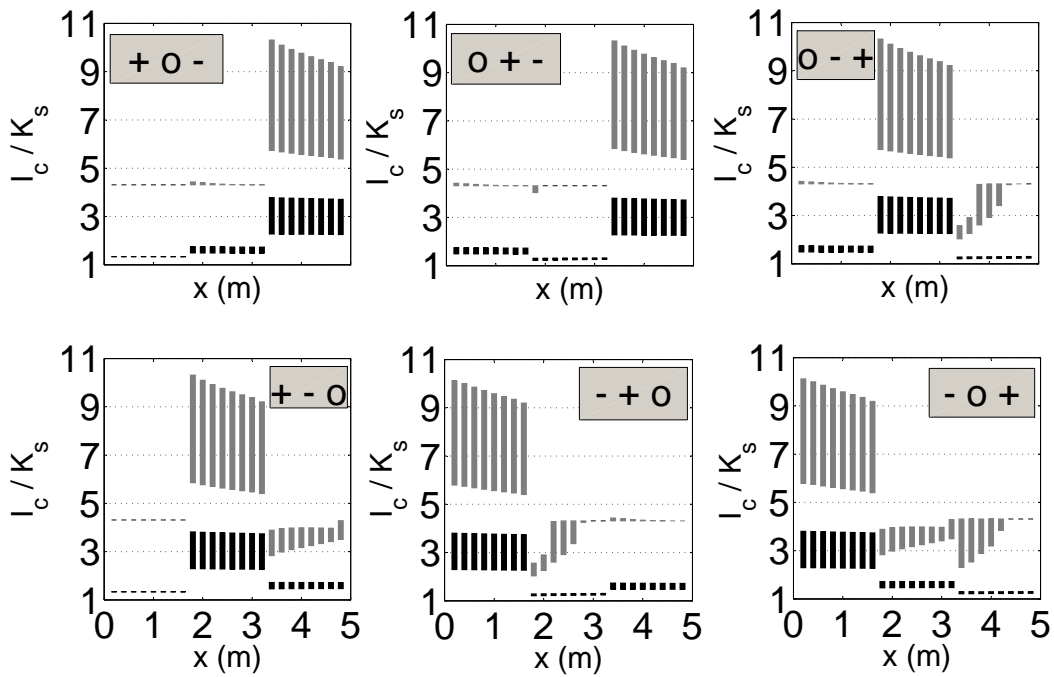 11
9
7
5
3
1
I_c / K_s
+ o -
x (m)
11
9
7
5
3
1
I_c / K_s
o + -
x (m)
11
9
7
5
3
1
I_c / K_s
o - +
x (m)
11
9
7
5
3
1
I_c / K_s
+ - o
0 1 2 3 4 5
x (m)
11
9
7
5
3
1
I_c / K_s
- + o
0 1 2 3 4 5
x (m)
11
9
7
5
3
1
I_c / K_s
- o +
0 1 2 3 4 5
x (m)